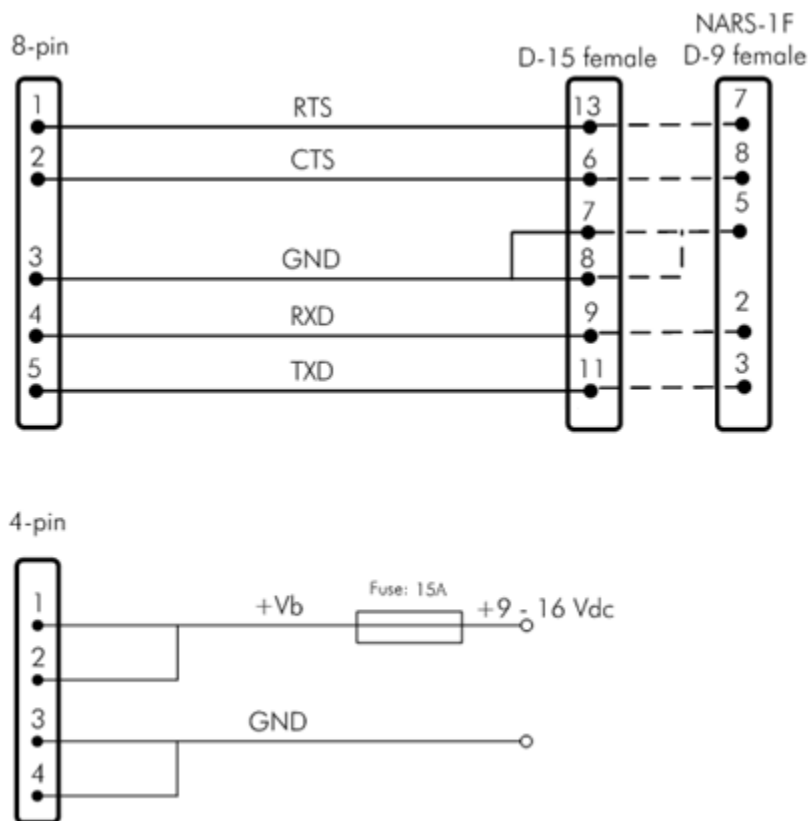 NARS-1F
8-pin
D-15 female
D-9 female
1
RTS
13
7
2
CTS
6
8
7
5
3
GND
8
4
RXD
9
2
5
TXD
11
3
4-pin
1
+Vb
Fuse: 15A
+9 - 16 Vdc
2
3
GND
4